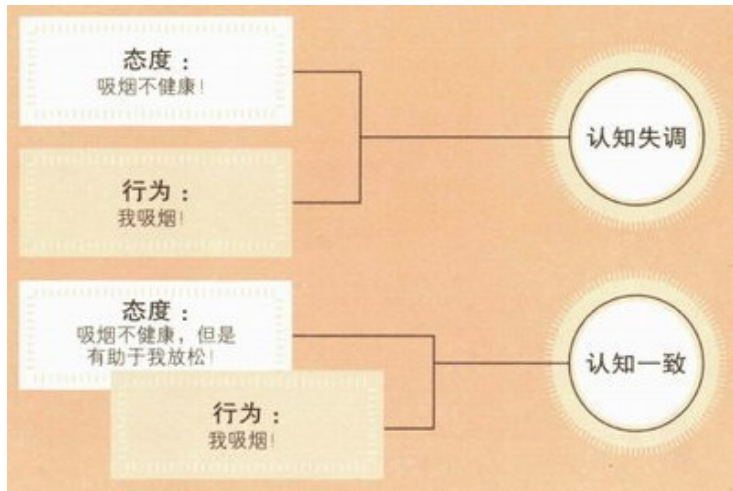 态度：
吸烟不健康！
行为：
我吸烟！
认知失调
态度：
吸烟不健康，但是
有助于我放松！
行为：
我吸烟！
认知一致